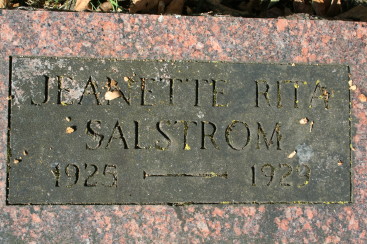 JEANETTE RITA
SALSTROM
1925 — 1923